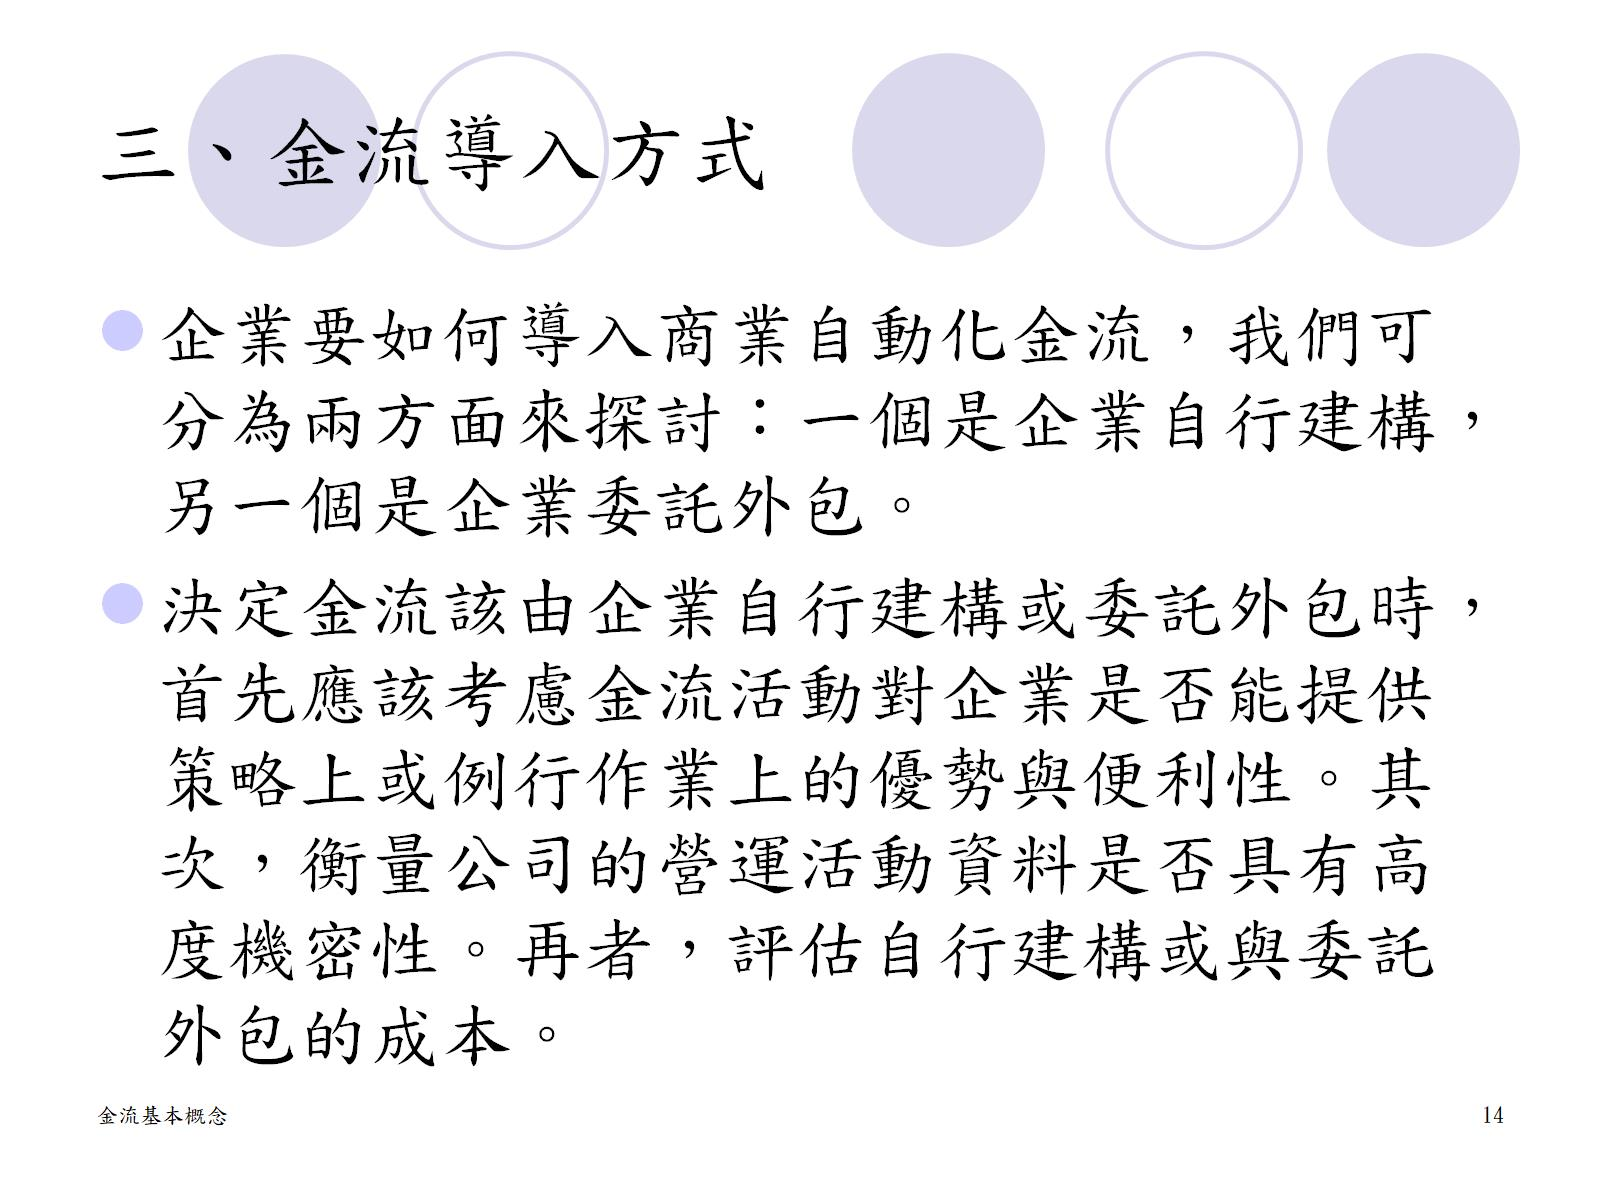 三、金流導入方式
企業要如何導入商業自動化金流，我們可
分為兩方面來探討：一個是企業自行建構，
另一個是企業委託外包。
決定金流該由企業自行建構或委託外包時，
首先應該考慮金流活動對企業是否能提供
策略上或例行作業上的優勢與便利性。其
次，衡量公司的營運活動資料是否具有高
度機密性。再者，評估自行建構或與委託
外包的成本。
金流基本概念
14